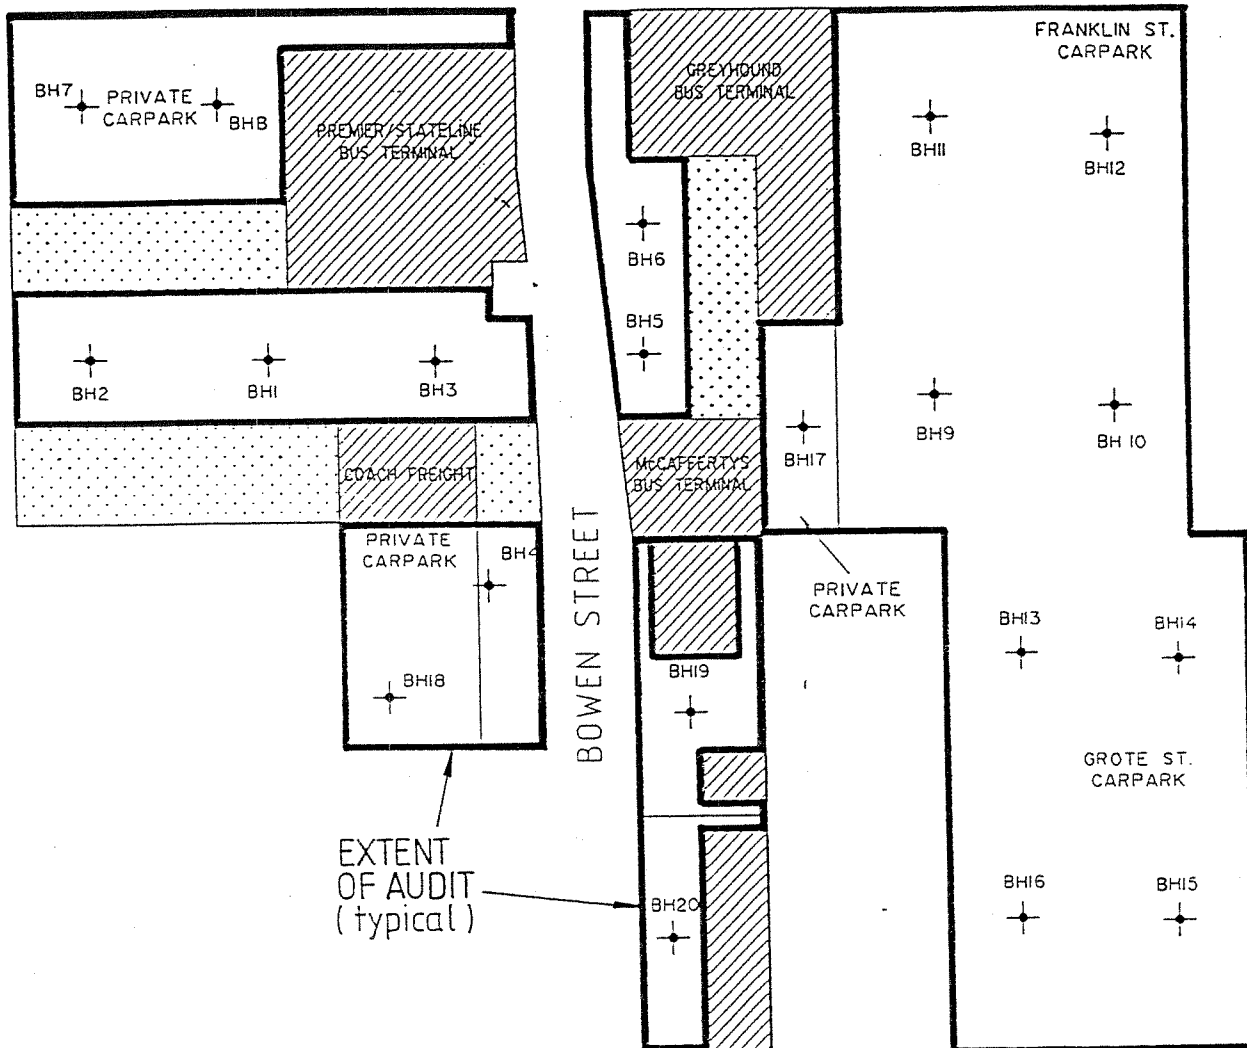 FRANKLIN ST.
CARPARK
GREYHOUND
BUS TERMINAL
BH7
PRIVATE
CARPARK
BH8
PREMIER/STATELINE
BUS TERMINAL
BH11
BH12
BH6
BH5
BH2
BH1
BH3
BH9
BH 10
BH17
COACH FREIGHT
McCAFFERTYS
BUS TERMINAL
PRIVATE
CARPARK
BH4
BOWEN STREET
PRIVATE
CARPARK
BH13
BH14
BH18
BH19
GROTE ST.
CARPARK
EXTENT
OF AUDIT
(typical)
BH20
BH16
BH15